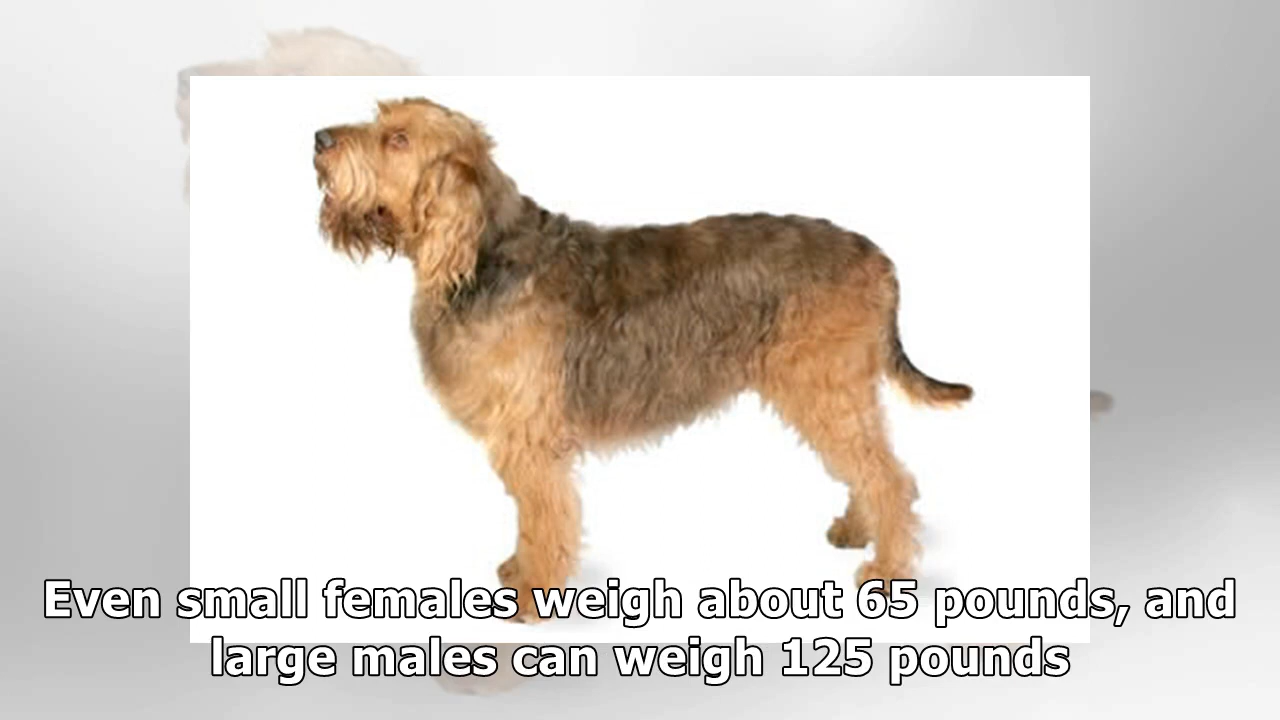 Even small females weigh about 65 pounds, and
large males can weigh 125 pounds